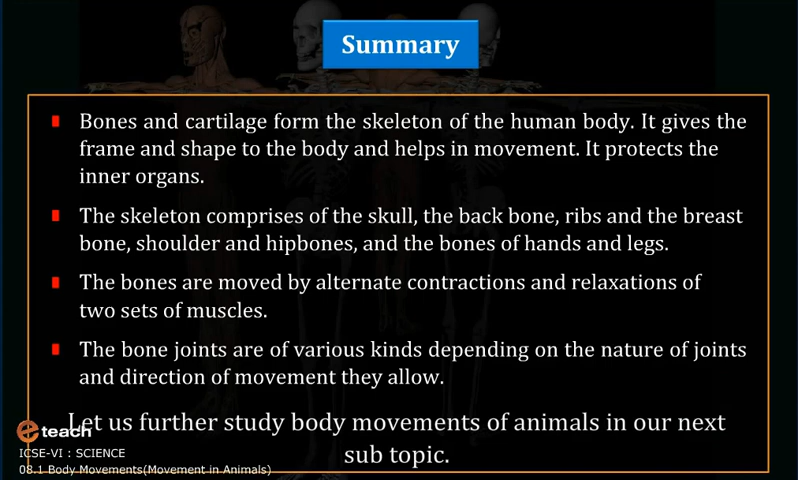 Summary
Bones and cartilage form the skeleton of the human body. It gives the
frame and shape to the body and helps in movement. It protects the
inner organs.
The skeleton comprises of the skull, the back bone, ribs and the breast
bone, shoulder and hipbones, and the bones of hands and legs.
The bones are moved by alternate contractions and relaxations of
two sets of muscles.
The bone joints are of various kinds depending on the nature of joints
and direction of movement they allow.
Let us further study body movements of animals in our next
sub topic.
e teach
ICSE-VI : SCIENCE
08.1 Body Movements(Movement in Animals)